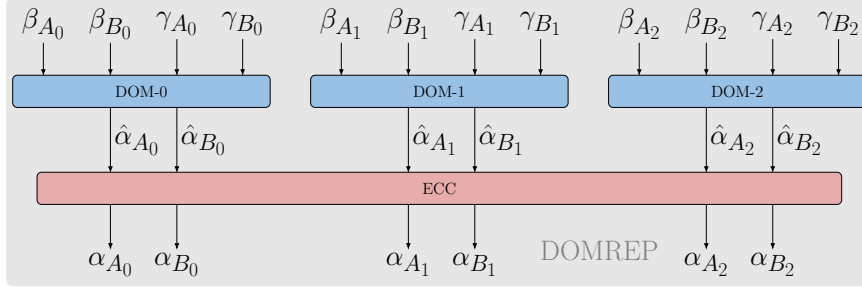 β_{A_0} β_{B_0} γ_{A_0} γ_{B_0} β_{A_1} β_{B_1} γ_{A_1} γ_{B_1} β_{A_2} β_{B_2} γ_{A_2} γ_{B_2}
DOM-0 DOM-1 DOM-2
α̂_{A_0} α̂_{B_0} α̂_{A_1} α̂_{B_1} α̂_{A_2} α̂_{B_2}
ECC
DOMREP
α_{A_0} α_{B_0} α_{A_1} α_{B_1} α_{A_2} α_{B_2}